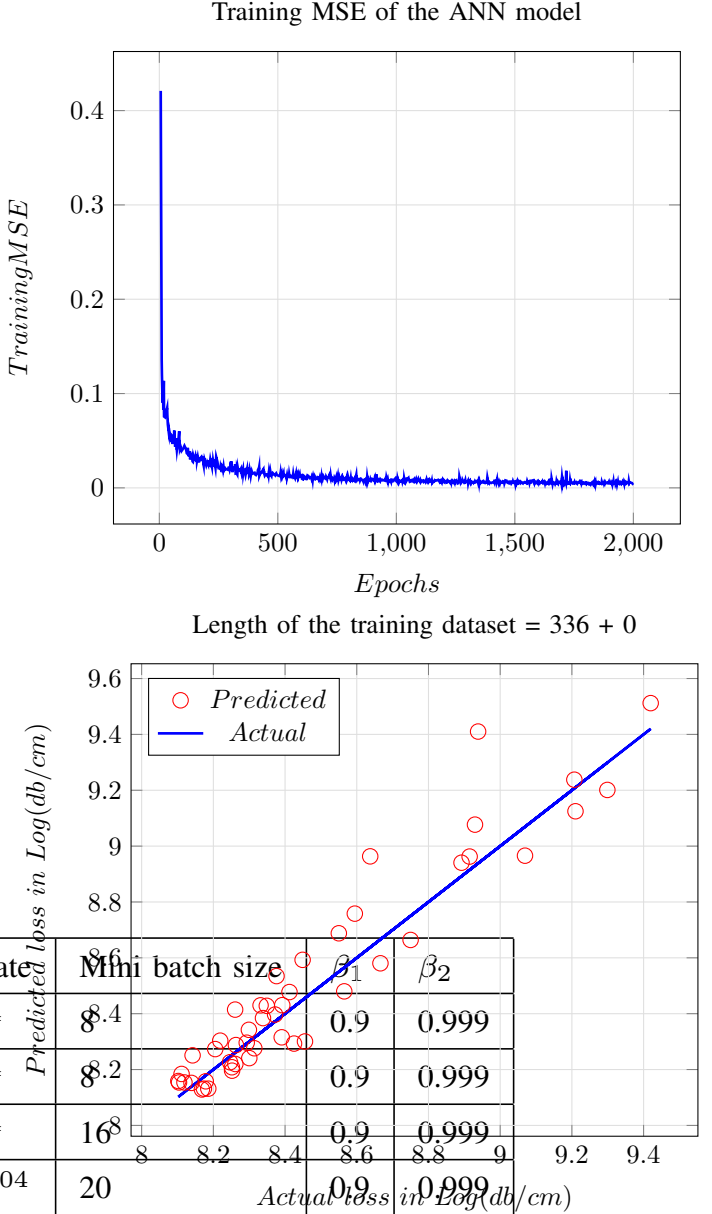 Training MSE of the ANN model
TrainingMSE
0.4
0.3
0.2
0.1
0
0 500 1,000 1,500 2,000
Epochs
Length of the training dataset = 336 + 0
Predicted loss in Log(db/cm)
Predicted
Actual
9.6
9.4
9.2
9
8.8
8.6
8.4
8.2
8
8 8.2 8.4 8.6 8.8 9 9.2 9.4
Actual loss in Log(db/cm)
ate Mini batch size β1 β2
8 0.9 0.999
8 0.9 0.999
16 0.9 0.999
04 20 0.9 0.999